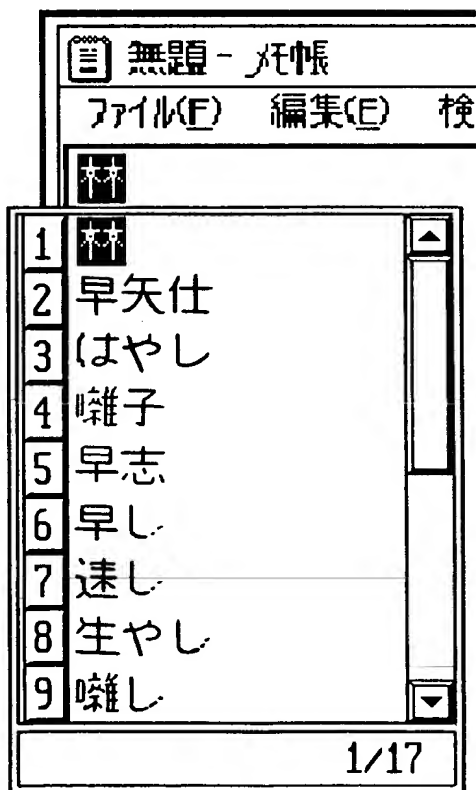 無題 - メモ帳
ファイル(F) 編集(E) 検
林
1 林
2 早矢仕
3 はやし
4 囃子
5 早志
6 早し
7 速し
8 生やし
9 囃し
1/17